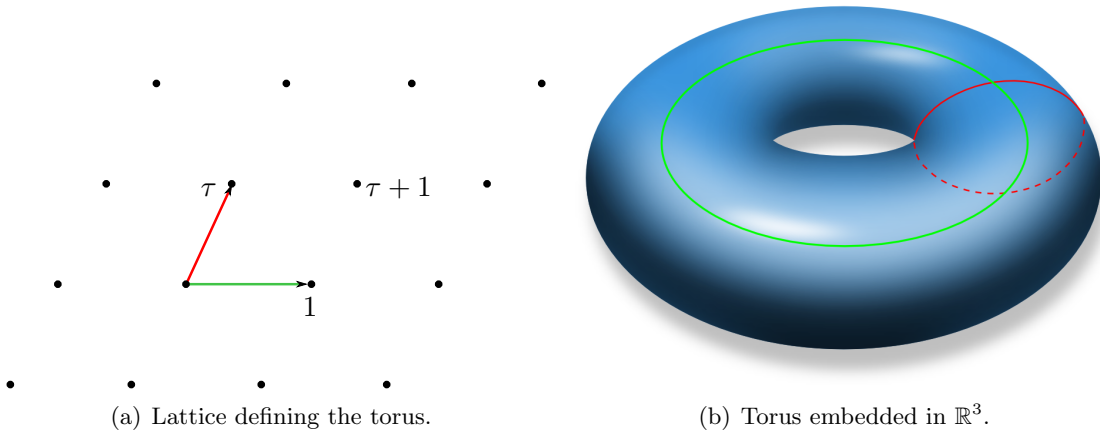 τ
τ + 1
1
(a) Lattice defining the torus.
(b) Torus embedded in ℝ³.